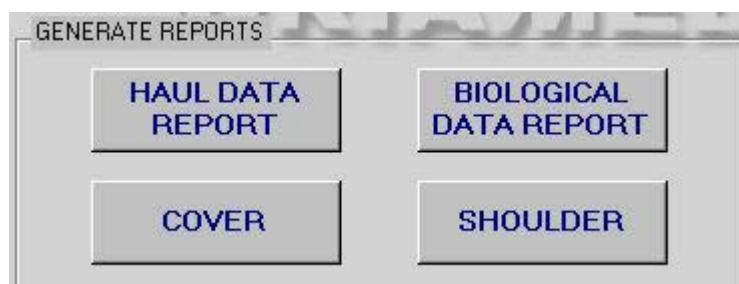 GENERATE REPORTS
HAUL DATA
REPORT
BIOLOGICAL
DATA REPORT
COVER
SHOULDER